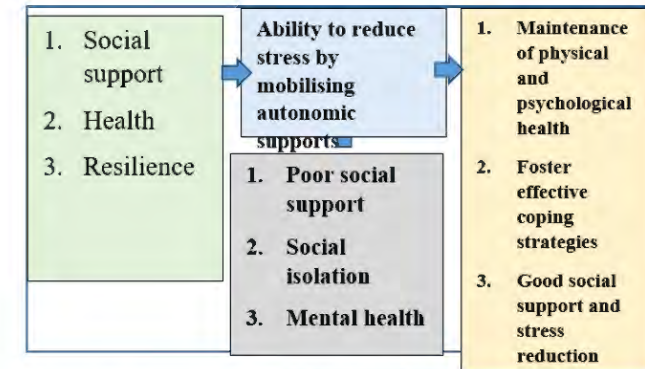 1. Social
support
2. Health
3. Resilience
Ability to reduce
stress by
mobilising
autonomic
supports
1. Poor social
support
2. Social
isolation
3. Mental health
1. Maintenance
of physical
and
psychological
health
2. Foster
effective
coping
strategies
3. Good social
support and
stress
reduction